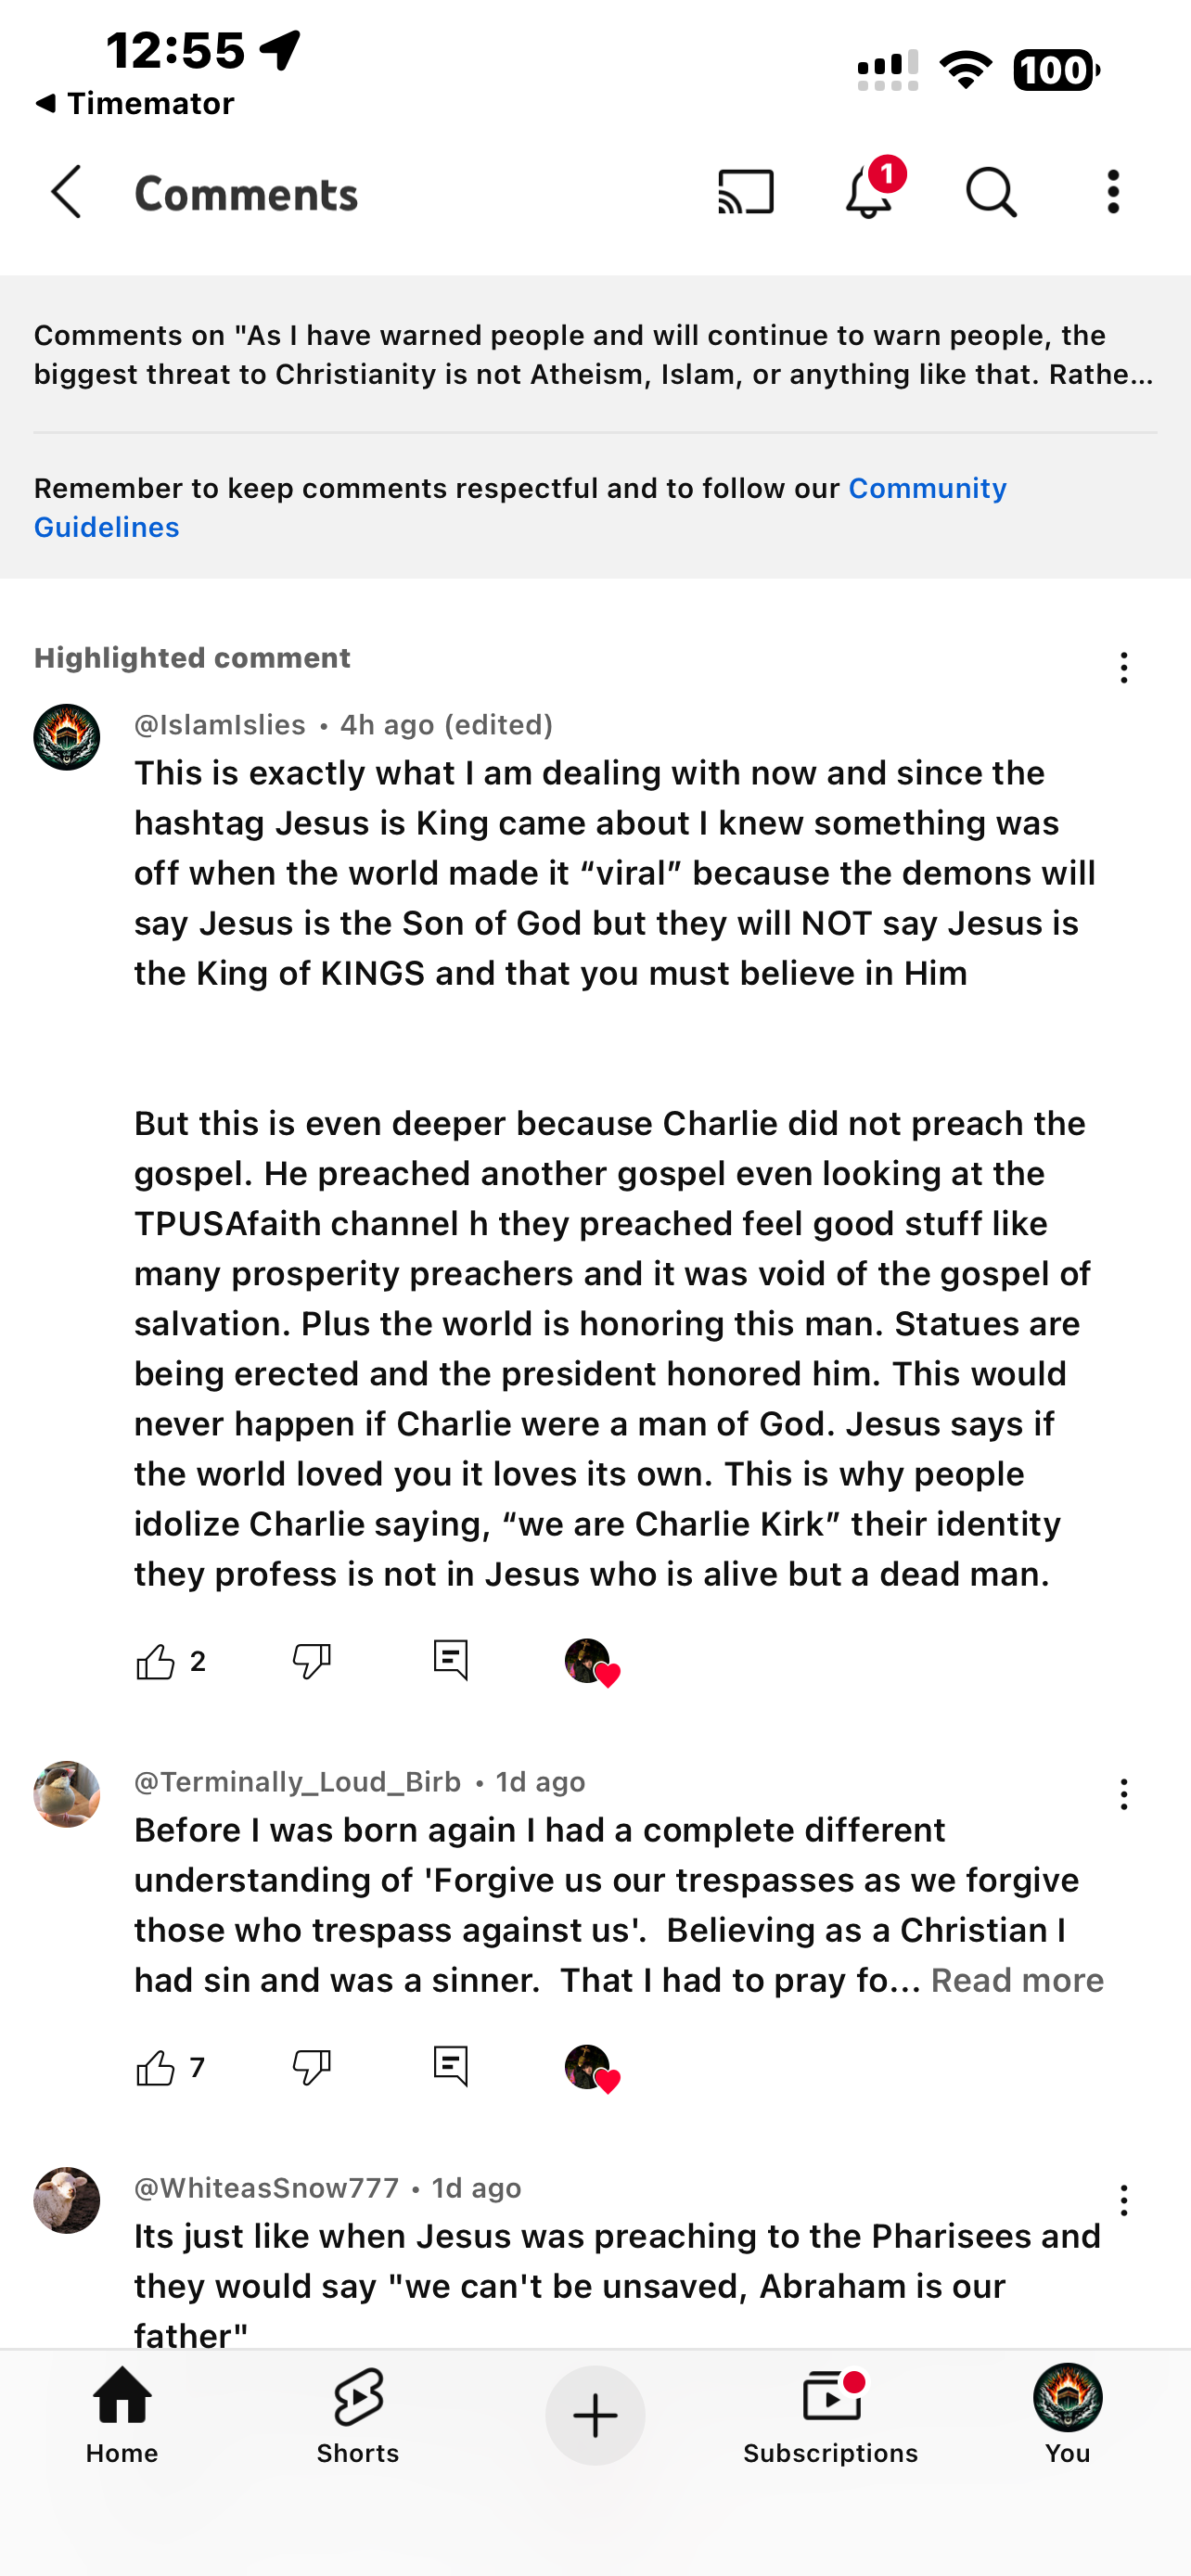 12:55
Timemator
100
Comments
1
Comments on "As I have warned people and will continue to warn people, the
biggest threat to Christianity is not Atheism, Islam, or anything like that. Rathe...
Remember to keep comments respectful and to follow our Community
Guidelines
Highlighted comment
@IslamIslies • 4h ago (edited)
This is exactly what I am dealing with now and since the
hashtag Jesus is King came about I knew something was
off when the world made it “viral” because the demons will
say Jesus is the Son of God but they will NOT say Jesus is
the King of KINGS and that you must believe in Him
But this is even deeper because Charlie did not preach the
gospel. He preached another gospel even looking at the
TPUSAfaith channel h they preached feel good stuff like
many prosperity preachers and it was void of the gospel of
salvation. Plus the world is honoring this man. Statues are
being erected and the president honored him. This would
never happen if Charlie were a man of God. Jesus says if
the world loved you it loves its own. This is why people
idolize Charlie saying, “we are Charlie Kirk” their identity
they profess is not in Jesus who is alive but a dead man.
2
@Terminally_Loud_Birb • 1d ago
Before I was born again I had a complete different
understanding of 'Forgive us our trespasses as we forgive
those who trespass against us'.  Believing as a Christian I
had sin and was a sinner.  That I had to pray fo... Read more
7
@WhiteasSnow777 • 1d ago
Its just like when Jesus was preaching to the Pharisees and
they would say "we can't be unsaved, Abraham is our
father"
Home
Shorts
Subscriptions
You